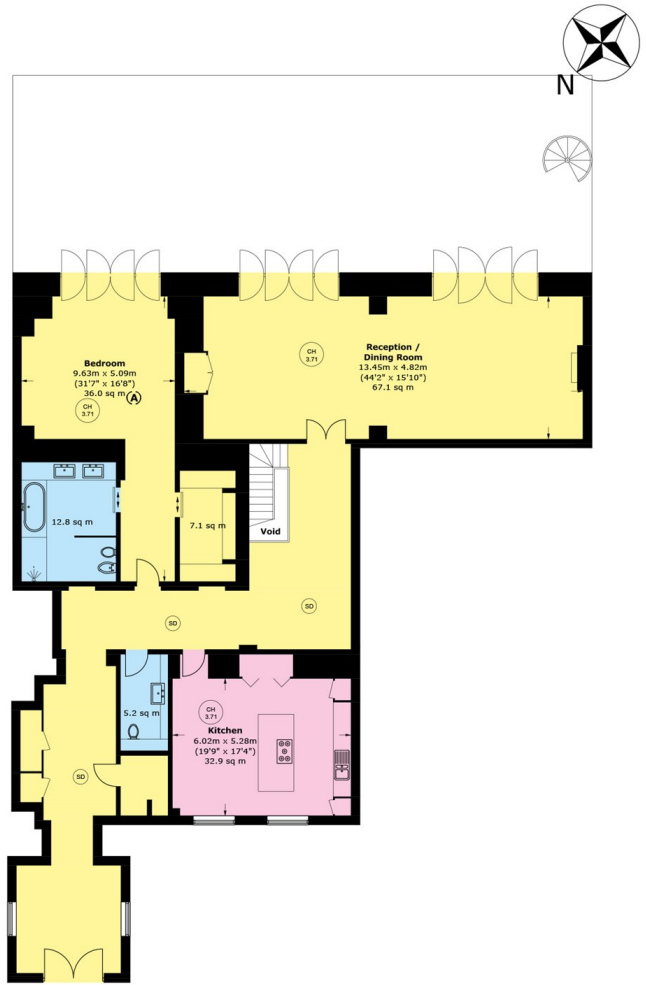 N
Bedroom
9.63m x 5.09m
(31'7" x 16'8")
36.0 sq m
CH
3.71
A
CH
3.71
Reception /
Dining Room
13.45m x 4.82m
(44'2" x 15'10")
67.1 sq m
12.8 sq m
7.1 sq m
Void
SD
SD
5.2 sq m
CH
3.71
Kitchen
6.02m x 5.28m
(19'9" x 17'4")
32.9 sq m
SD